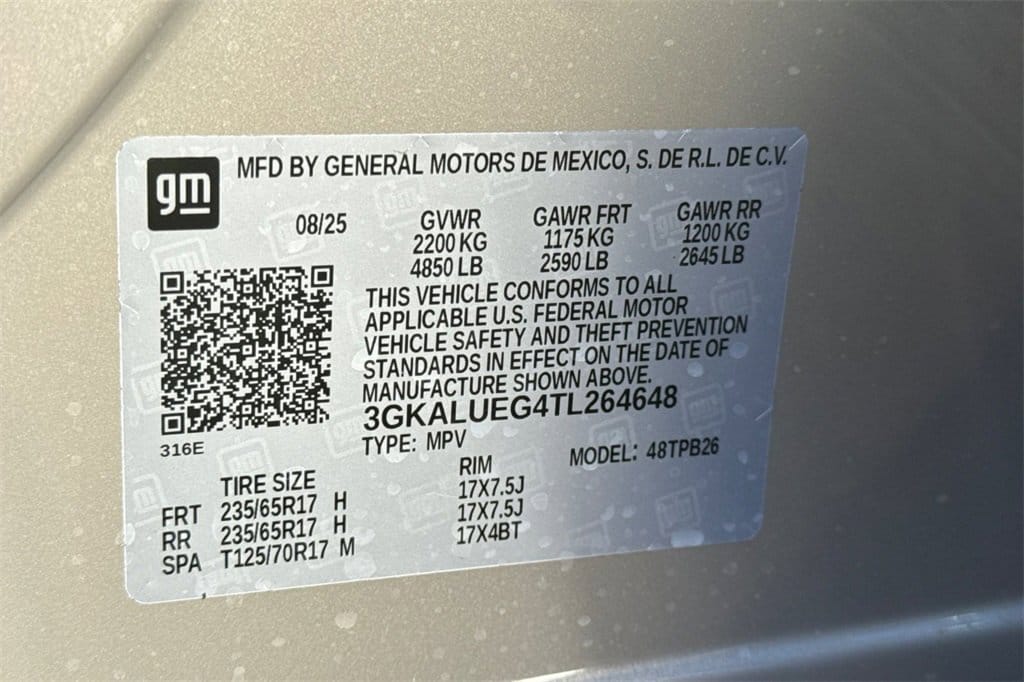 gm
MFD BY GENERAL MOTORS DE MEXICO, S. DE R.L. DE C.V.
08/25 GVWR GAWR FRT GAWR RR
2200 KG 1175 KG 1200 KG
4850 LB 2590 LB 2645 LB
THIS VEHICLE CONFORMS TO ALL
APPLICABLE U.S. FEDERAL MOTOR
VEHICLE SAFETY AND THEFT PREVENTION
STANDARDS IN EFFECT ON THE DATE OF
MANUFACTURE SHOWN ABOVE.
3GKALUEG4TL264648
316E
TYPE: MPV MODEL: 48TPB26
TIRE SIZE RIM
FRT 235/65R17 H 17X7.5J
RR 235/65R17 H 17X7.5J
SPA T125/70R17 M 17X4BT